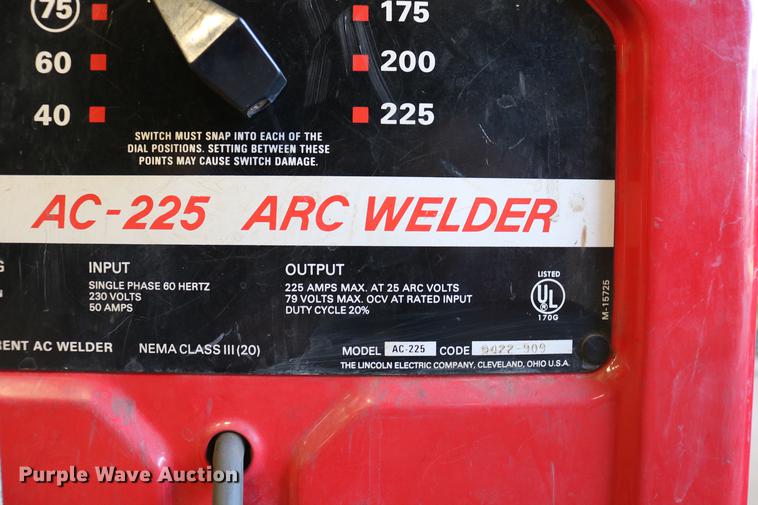 75 175
60 200
40 225
SWITCH MUST SNAP INTO EACH OF THE
DIAL POSITIONS. SETTING BETWEEN THESE
POINTS MAY CAUSE SWITCH DAMAGE.
AC-225 ARC WELDER
INPUT
SINGLE PHASE 60 HERTZ
230 VOLTS
50 AMPS
OUTPUT
225 AMPS MAX. AT 25 ARC VOLTS
79 VOLTS MAX. OCV AT RATED INPUT
DUTY CYCLE 20%
LISTED
UL
®
170G
M-15725
RENT AC WELDER NEMA CLASS III (20)
MODEL AC-225 CODE
THE LINCOLN ELECTRIC COMPANY, CLEVELAND, OHIO U.S.A.
Purple Wave Auction